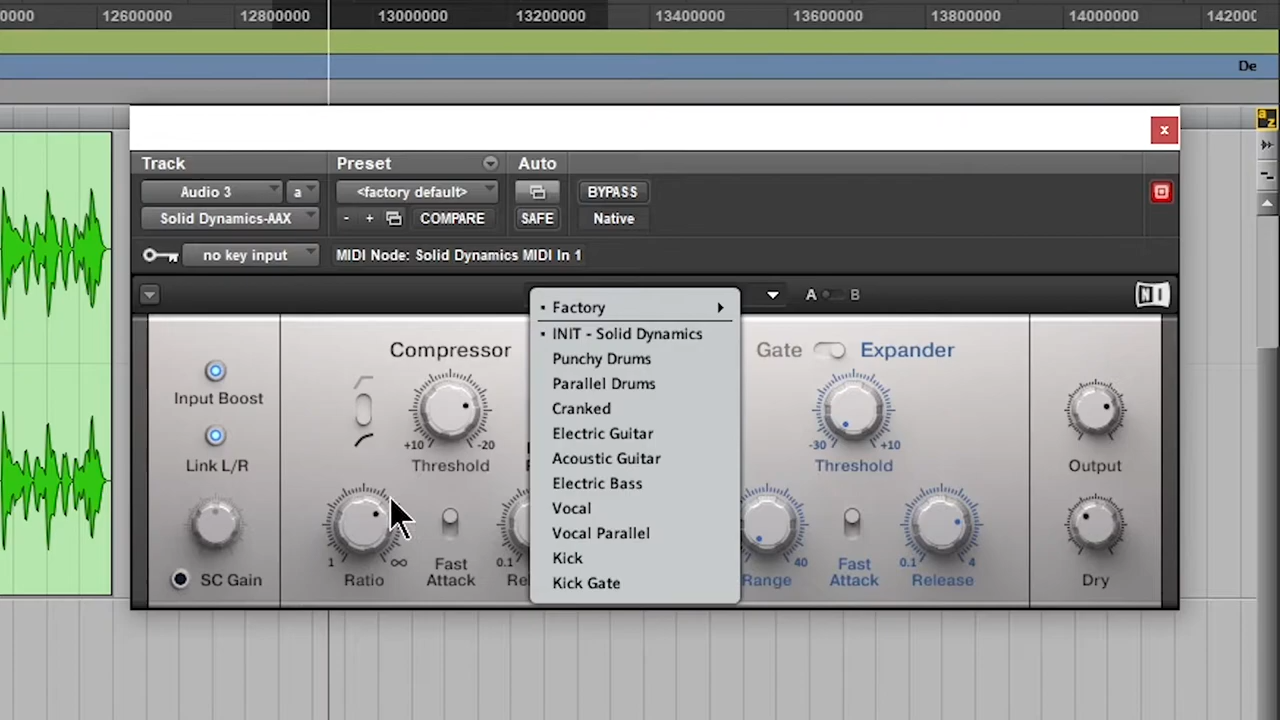 12600000 12800000 13000000 13200000 13400000 13600000 13800000 14000000
De
Track Preset Auto
Audio 3 a <factory default> BYPASS
Solid Dynamics-AAX - + COMPARE SAFE Native
no key input MIDI Node: Solid Dynamics MIDI In 1
A B NI
Factory
INIT - Solid Dynamics
Punchy Drums
Parallel Drums
Cranked
Electric Guitar
Acoustic Guitar
Electric Bass
Vocal
Vocal Parallel
Kick
Kick Gate
Input Boost
Link L/R
SC Gain
Compressor
+10 -20
Threshold
1 ∞
Ratio
Fast
Attack
0.1
Gate Expander
-30 +10
Threshold
40
Range
Fast
Attack
0.1 4
Release
Output
Dry
a z